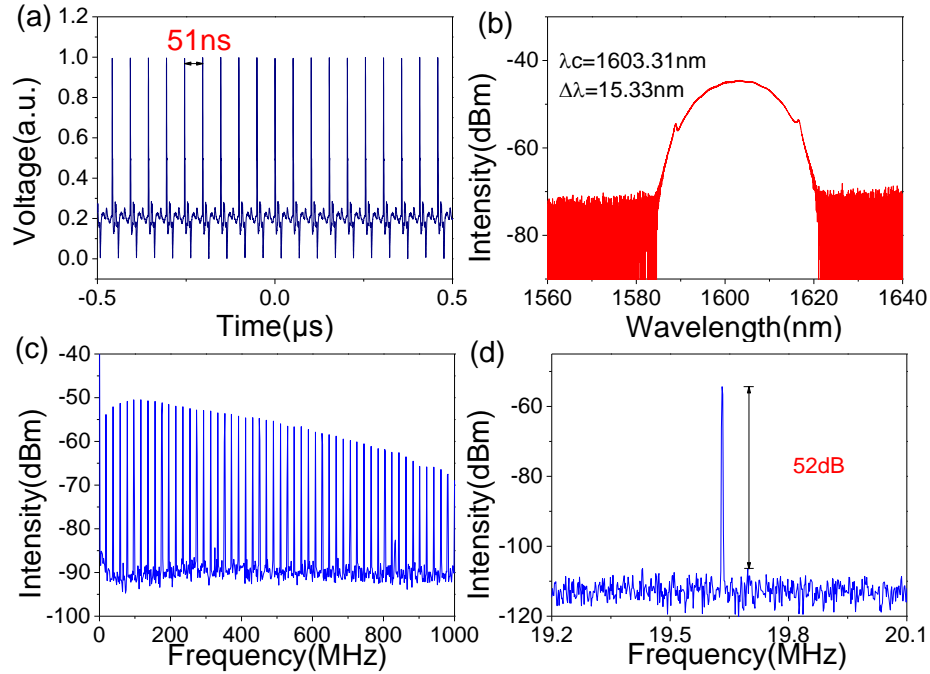 (a)
1.2
1.0
0.8
0.6
0.4
0.2
0.0
Voltage(a.u.)
51ns
-0.5
0.0
0.5
Time(µs)
(b)
-40
-60
-80
Intensity(dBm)
λc=1603.31nm
Δλ=15.33nm
1560
1580
1600
1620
1640
Wavelength(nm)
(c)
-40
-50
-60
-70
-80
-90
-100
Intensity(dBm)
0
200
400
600
800
1000
Frequency(MHz)
(d)
-60
-80
-100
-120
Intensity(dBm)
52dB
19.2
19.5
19.8
20.1
Frequency(MHz)